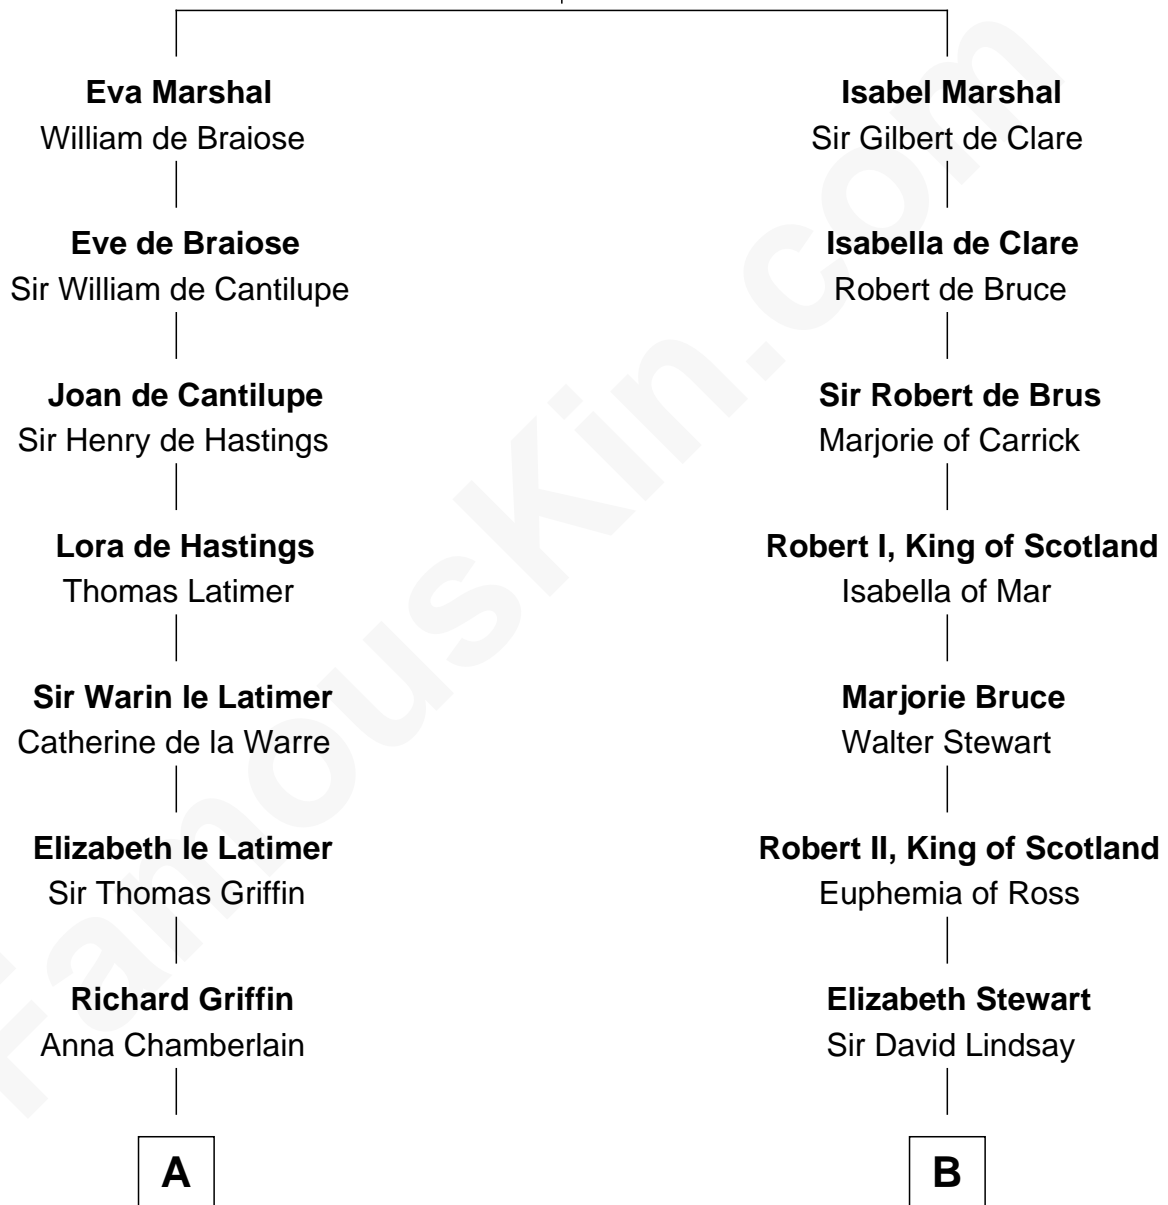 Eva Marshal
William de Braiose
Isabel Marshal
Sir Gilbert de Clare
Eve de Braiose
Sir William de Cantilupe
Isabella de Clare
Robert de Bruce
Joan de Cantilupe
Sir Henry de Hastings
Sir Robert de Brus
Marjorie of Carrick
Lora de Hastings
Thomas Latimer
Robert I, King of Scotland
Isabella of Mar
Sir Warin le Latimer
Catherine de la Warre
Marjorie Bruce
Walter Stewart
Elizabeth le Latimer
Sir Thomas Griffin
Robert II, King of Scotland
Euphemia of Ross
Richard Griffin
Anna Chamberlain
Elizabeth Stewart
Sir David Lindsay
A
B
FamousKin.com